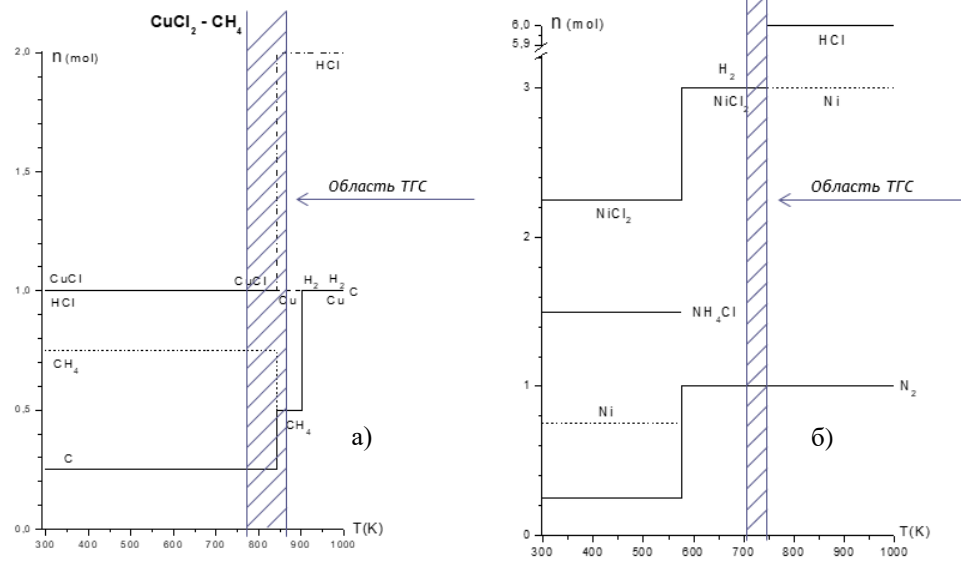 CuCl₂ - CH₄
n (mol)
2,0
HCl
1,5
Область ТГС
CuCl
CuCl
H₂
H₂
1,0
C
HCl
Cu
Cu
CH₄
0,5
CH₄
а)
C
0,0
T(K)
300 400 500 600 700 800 900 1000
6,0
n (mol)
5,9
HCl
H₂
3
NiCl₂
Ni
Область ТГС
NiCl₂
2
NH₄Cl
1
N₂
Ni
б)
0
T(K)
300 400 500 600 700 800 900 1000